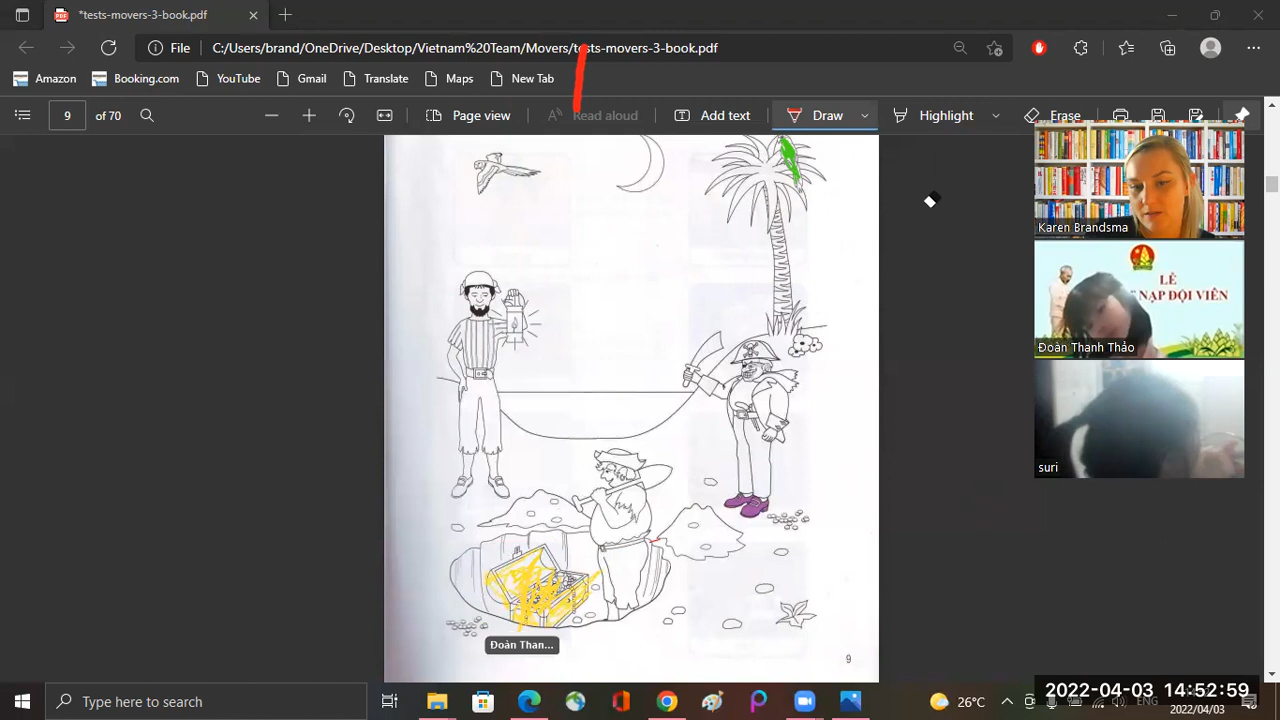 *tests-movers-3-book.pdf
File C:/Users/brand/OneDrive/Desktop/Vietnam%20Team/Movers/tests-movers-3-book.pdf
Amazon Booking.com YouTube Gmail Translate Maps New Tab
9 of 70 Page view Read aloud Add text Draw Highlight Erase
Karen Brandsma
LỄ
NẠP ĐỘI VIÊN
Đoàn Thanh Thảo
suri
Đoàn Than...
9
Type here to search
26°C
ENG
2022-04-03 14:52:59
2022/04/03